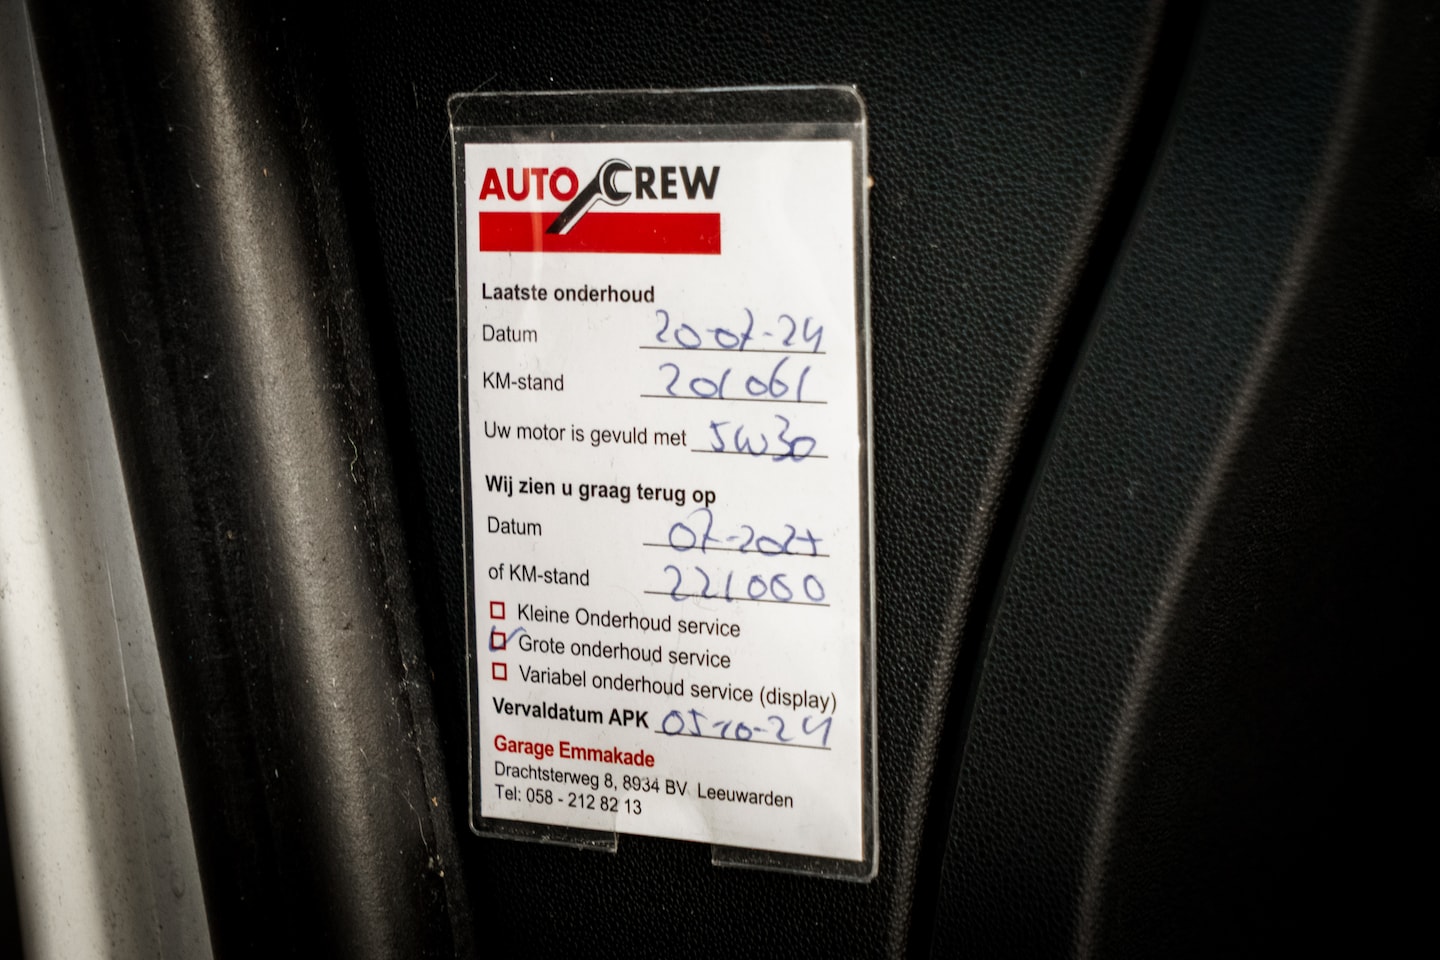 AUTO CREW
Laatste onderhoud
Datum 20-07-24
KM-stand 201061
Uw motor is gevuld met 5W30
Wij zien u graag terug op
Datum 07-202
of KM-stand 221000
Kleine Onderhoud service
Grote onderhoud service
Variabel onderhoud service (display)
Vervaldatum APK 05-10-24
Garage Emmakade
Drachtsterweg 8, 8934 BV Leeuwarden
Tel: 058 - 212 82 13